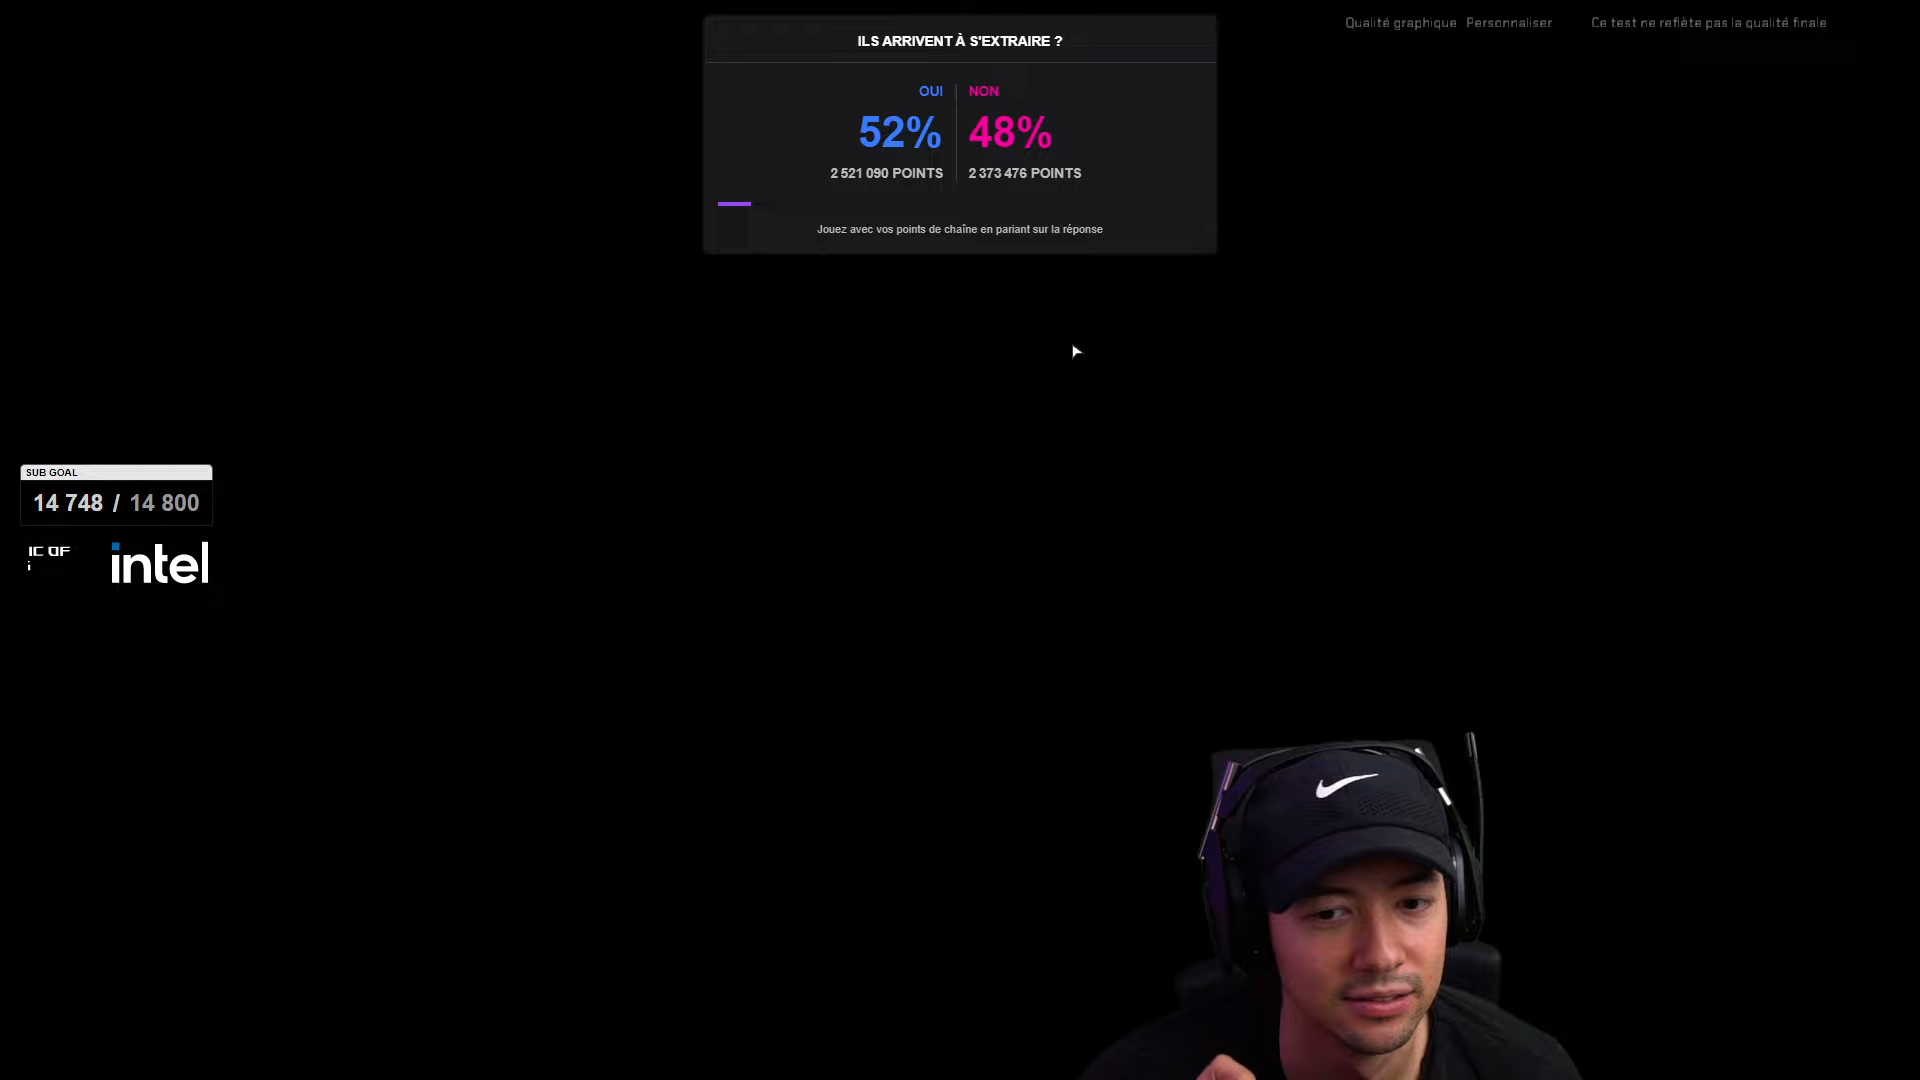 Qualité graphique Personnaliser Ce test ne reflète pas la qualité finale
ILS ARRIVENT À S'EXTRAIRE ?
OUI NON
52% 48%
2 521 090 POINTS 2 373 476 POINTS
Jouez avec vos points de chaîne en pariant sur la réponse
SUB GOAL
14 748 / 14 800
IC OF
intel